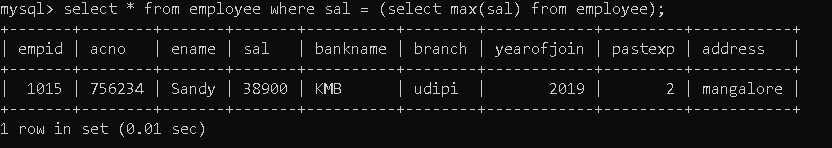 mysql> select * from employee where sal = (select max(sal) from employee);
+-------+--------+-------+-------+----------+--------+------------+---------+-----------+
| empid | acno   | ename | sal   | bankname | branch | yearofjoin | pastexp | address   |
+-------+--------+-------+-------+----------+--------+------------+---------+-----------+
|  1015 | 756234 | Sandy | 38900 | KMB      | udipi  |       2019 |       2 | mangalore |
+-------+--------+-------+-------+----------+--------+------------+---------+-----------+
1 row in set (0.01 sec)